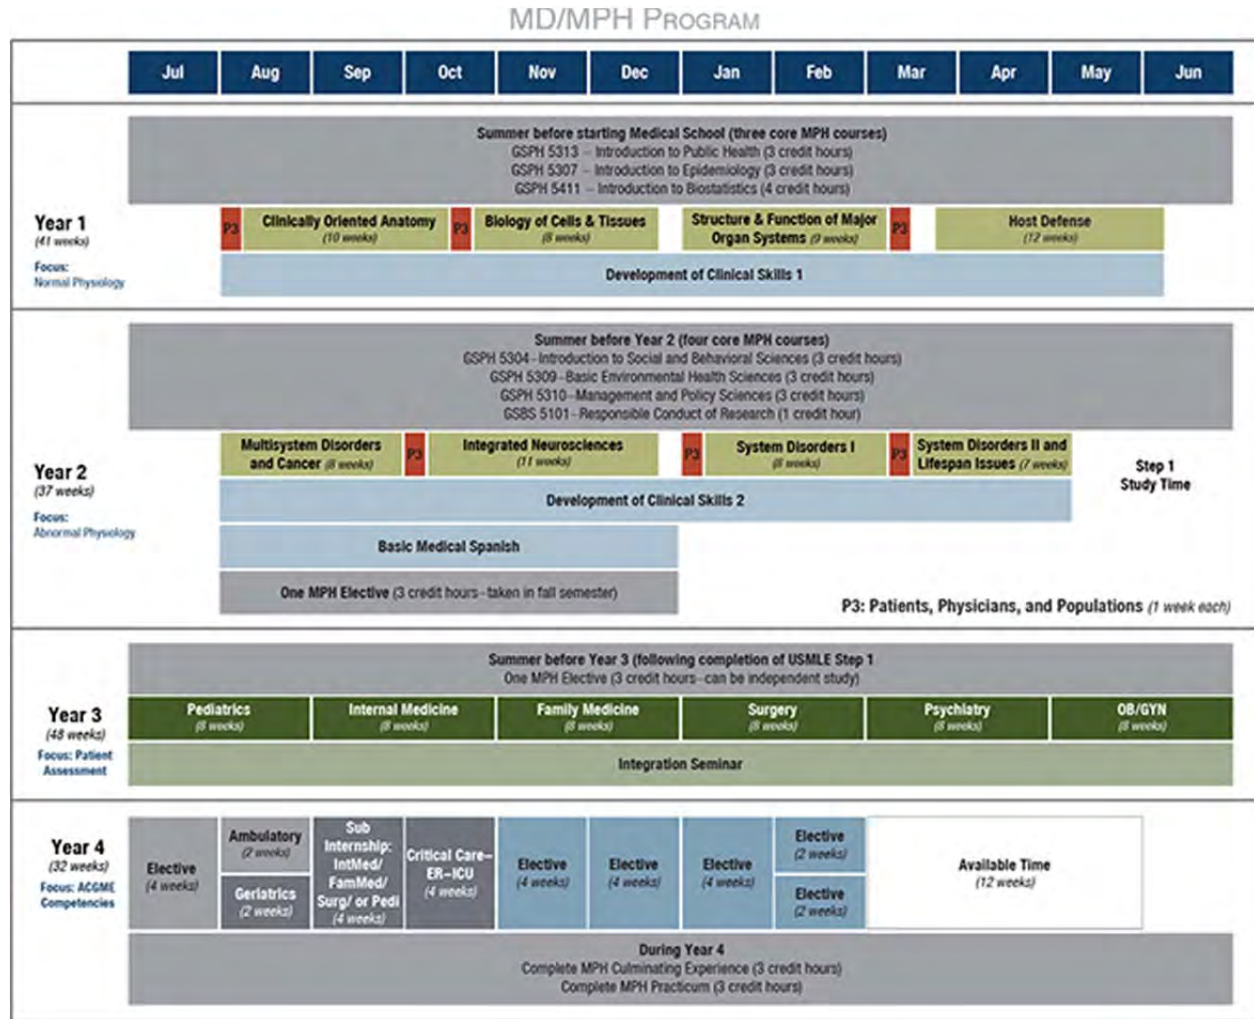 MD/MPH PROGRAM
Jul Aug Sep Oct Nov Dec Jan Feb Mar Apr May Jun
Year 1
(41 weeks)
Focus:
Normal Physiology
Summer before starting Medical School (three core MPH courses)
GSPH 5313 – Introduction to Public Health (3 credit hours)
GSPH 5307 – Introduction to Epidemiology (3 credit hours)
GSPH 5411 – Introduction to Biostatistics (4 credit hours)
P3
Clinically Oriented Anatomy
(10 weeks)
P3
Biology of Cells & Tissues
(8 weeks)
Structure & Function of Major
Organ Systems (9 weeks)
P3
Host Defense
(12 weeks)
Development of Clinical Skills 1
Year 2
(37 weeks)
Focus:
Abnormal Physiology
Summer before Year 2 (four core MPH courses)
GSPH 5304–Introduction to Social and Behavioral Sciences (3 credit hours)
GSPH 5309–Basic Environmental Health Sciences (3 credit hours)
GSPH 5310–Management and Policy Sciences (3 credit hours)
GSBS 5101–Responsible Conduct of Research (1 credit hour)
Multisystem Disorders
and Cancer (8 weeks)
P3
Integrated Neurosciences
(11 weeks)
P3
System Disorders I
(8 weeks)
P3
System Disorders II and
Lifespan Issues (7 weeks)
Step 1
Study Time
Development of Clinical Skills 2
Basic Medical Spanish
One MPH Elective (3 credit hours–taken in fall semester)
P3: Patients, Physicians, and Populations (1 week each)
Year 3
(48 weeks)
Focus: Patient
Assessment
Summer before Year 3 (following completion of USMLE Step 1
One MPH Elective (3 credit hours–can be independent study)
Pediatrics
(8 weeks)
Internal Medicine
(8 weeks)
Family Medicine
(8 weeks)
Surgery
(8 weeks)
Psychiatry
(8 weeks)
OB/GYN
(8 weeks)
Integration Seminar
Year 4
(32 weeks)
Focus: ACGME
Competencies
Elective
(4 weeks)
Ambulatory
(2 weeks)
Geriatrics
(2 weeks)
Sub
Internship:
IntMed/
FamMed/
Surg/ or Pedi
(4 weeks)
Critical Care–
ER–ICU
(4 weeks)
Elective
(4 weeks)
Elective
(4 weeks)
Elective
(4 weeks)
Elective
(2 weeks)
Elective
(2 weeks)
Available Time
(12 weeks)
During Year 4
Complete MPH Culminating Experience (3 credit hours)
Complete MPH Practicum (3 credit hours)